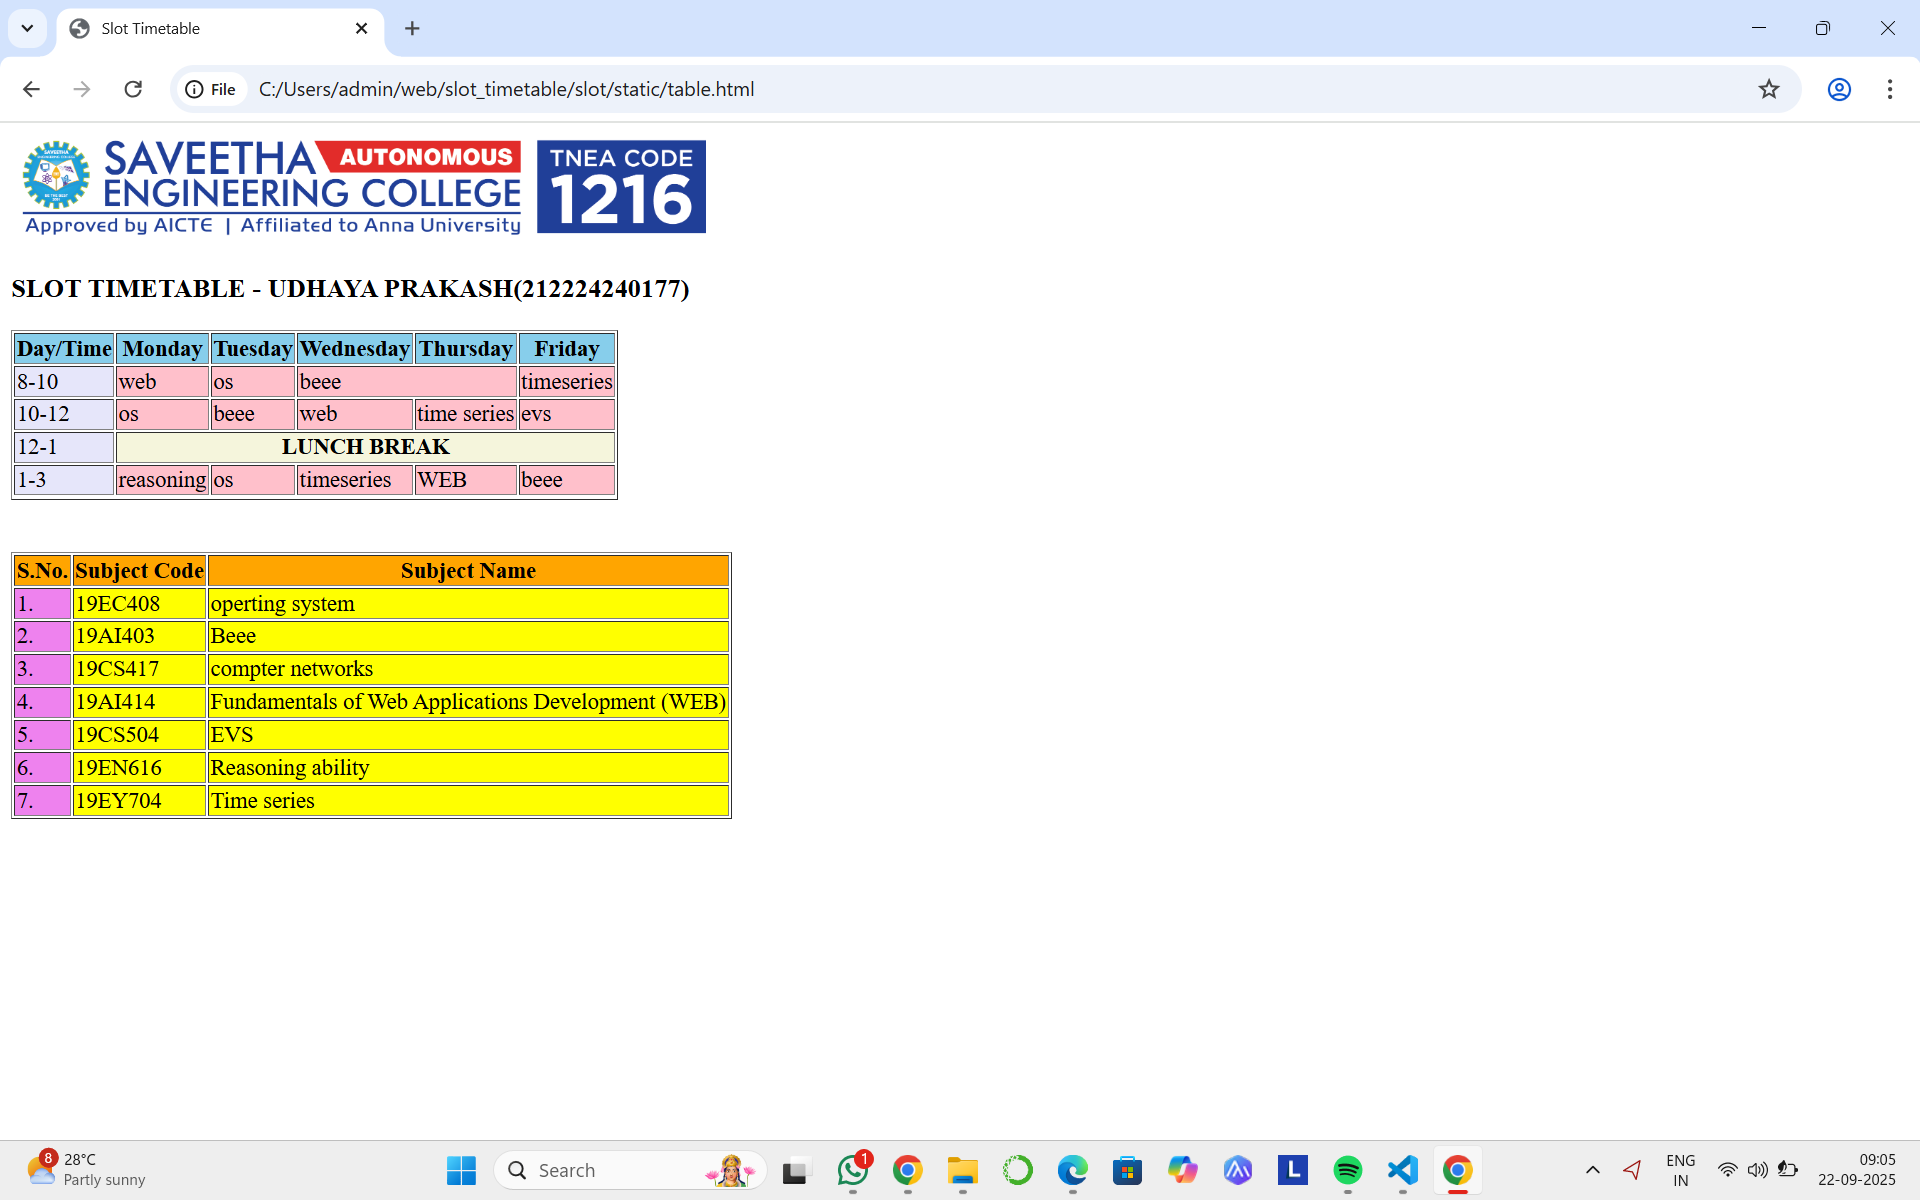 Slot Timetable
File C:/Users/admin/web/slot_timetable/slot/static/table.html
SAVEETHA AUTONOMOUS
ENGINEERING COLLEGE
Approved by AICTE | Affiliated to Anna University
TNEA CODE
1216
SLOT TIMETABLE - UDHAYA PRAKASH(212224240177)
Day/Time Monday Tuesday Wednesday Thursday Friday
8-10 web os beee timeseries
10-12 os beee web time series evs
12-1 LUNCH BREAK
1-3 reasoning os timeseries WEB beee
S.No. Subject Code Subject Name
1. 19EC408 operting system
2. 19AI403 Beee
3. 19CS417 compter networks
4. 19AI414 Fundamentals of Web Applications Development (WEB)
5. 19CS504 EVS
6. 19EN616 Reasoning ability
7. 19EY704 Time series
8 28°C
Partly sunny
Search
1
L
ENG
IN
09:05
22-09-2025